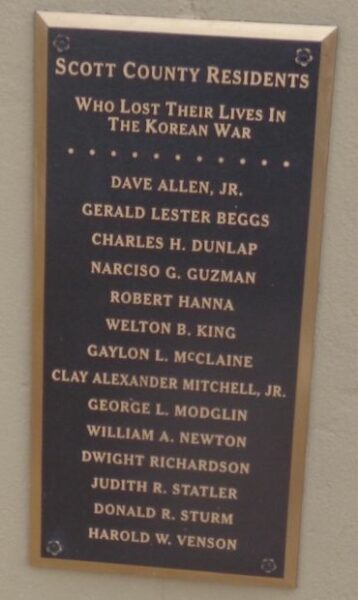 SCOTT COUNTY RESIDENTS
WHO LOST THEIR LIVES IN
THE KOREAN WAR
DAVE ALLEN, JR.
GERALD LESTER BEGGS
CHARLES H. DUNLAP
NARCISO G. GUZMAN
ROBERT HANNA
WELTON B. KING
GAYLON L. McCLAINE
CLAY ALEXANDER MITCHELL, JR.
GEORGE L. MODGLIN
WILLIAM A. NEWTON
DWIGHT RICHARDSON
JUDITH R. STATLER
DONALD R. STURM
HAROLD W. VENSON